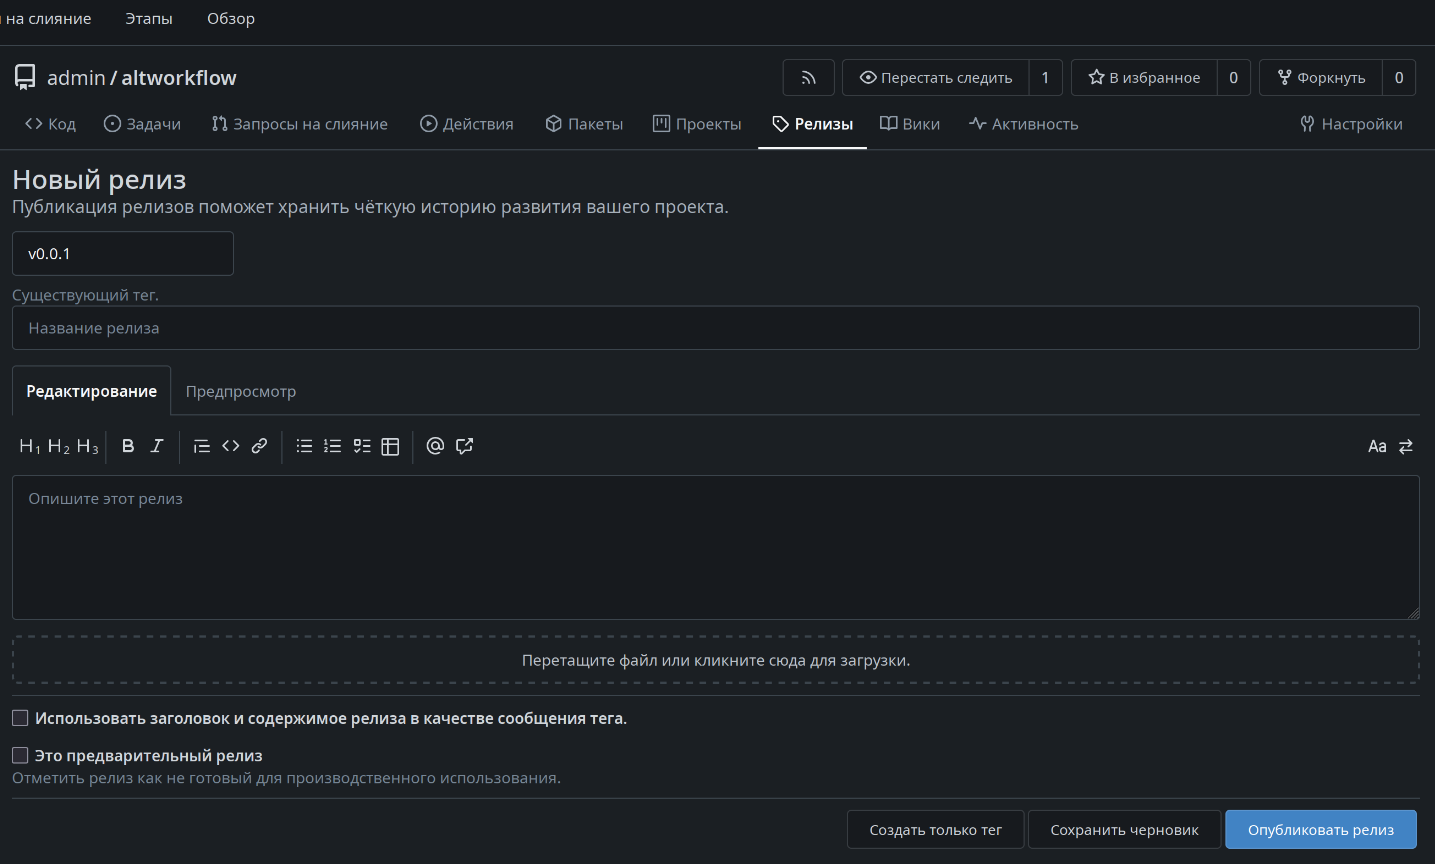 на слияние Этапы Обзор
admin / altworkflow Перестать следить 1 В избранное 0 Форкнуть 0
Код Задачи Запросы на слияние Действия Пакеты Проекты Релизы Вики Активность Настройки
Новый релиз
Публикация релизов поможет хранить чёткую историю развития вашего проекта.
v0.0.1
Существующий тег.
Название релиза
Редактирование Предпросмотр
H1 H2 H3 B I Aa
Опишите этот релиз
Перетащите файл или кликните сюда для загрузки.
Использовать заголовок и содержимое релиза в качестве сообщения тега.
Это предварительный релиз
Отметить релиз как не готовый для производственного использования.
Создать только тег Сохранить черновик Опубликовать релиз